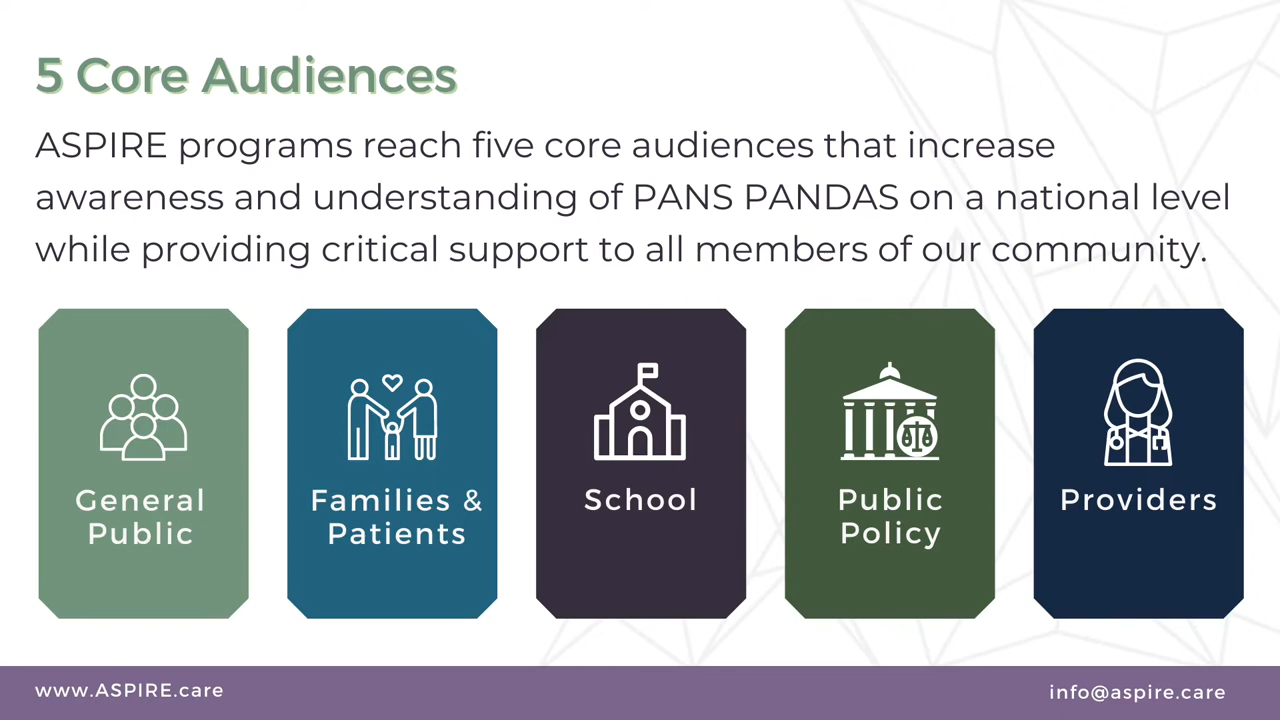 5 Core Audiences
ASPIRE programs reach five core audiences that increase
awareness and understanding of PANS PANDAS on a national level
while providing critical support to all members of our community.
General
Public
Families &
Patients
School
Public
Policy
Providers
www.ASPIRE.care
info@aspire.care